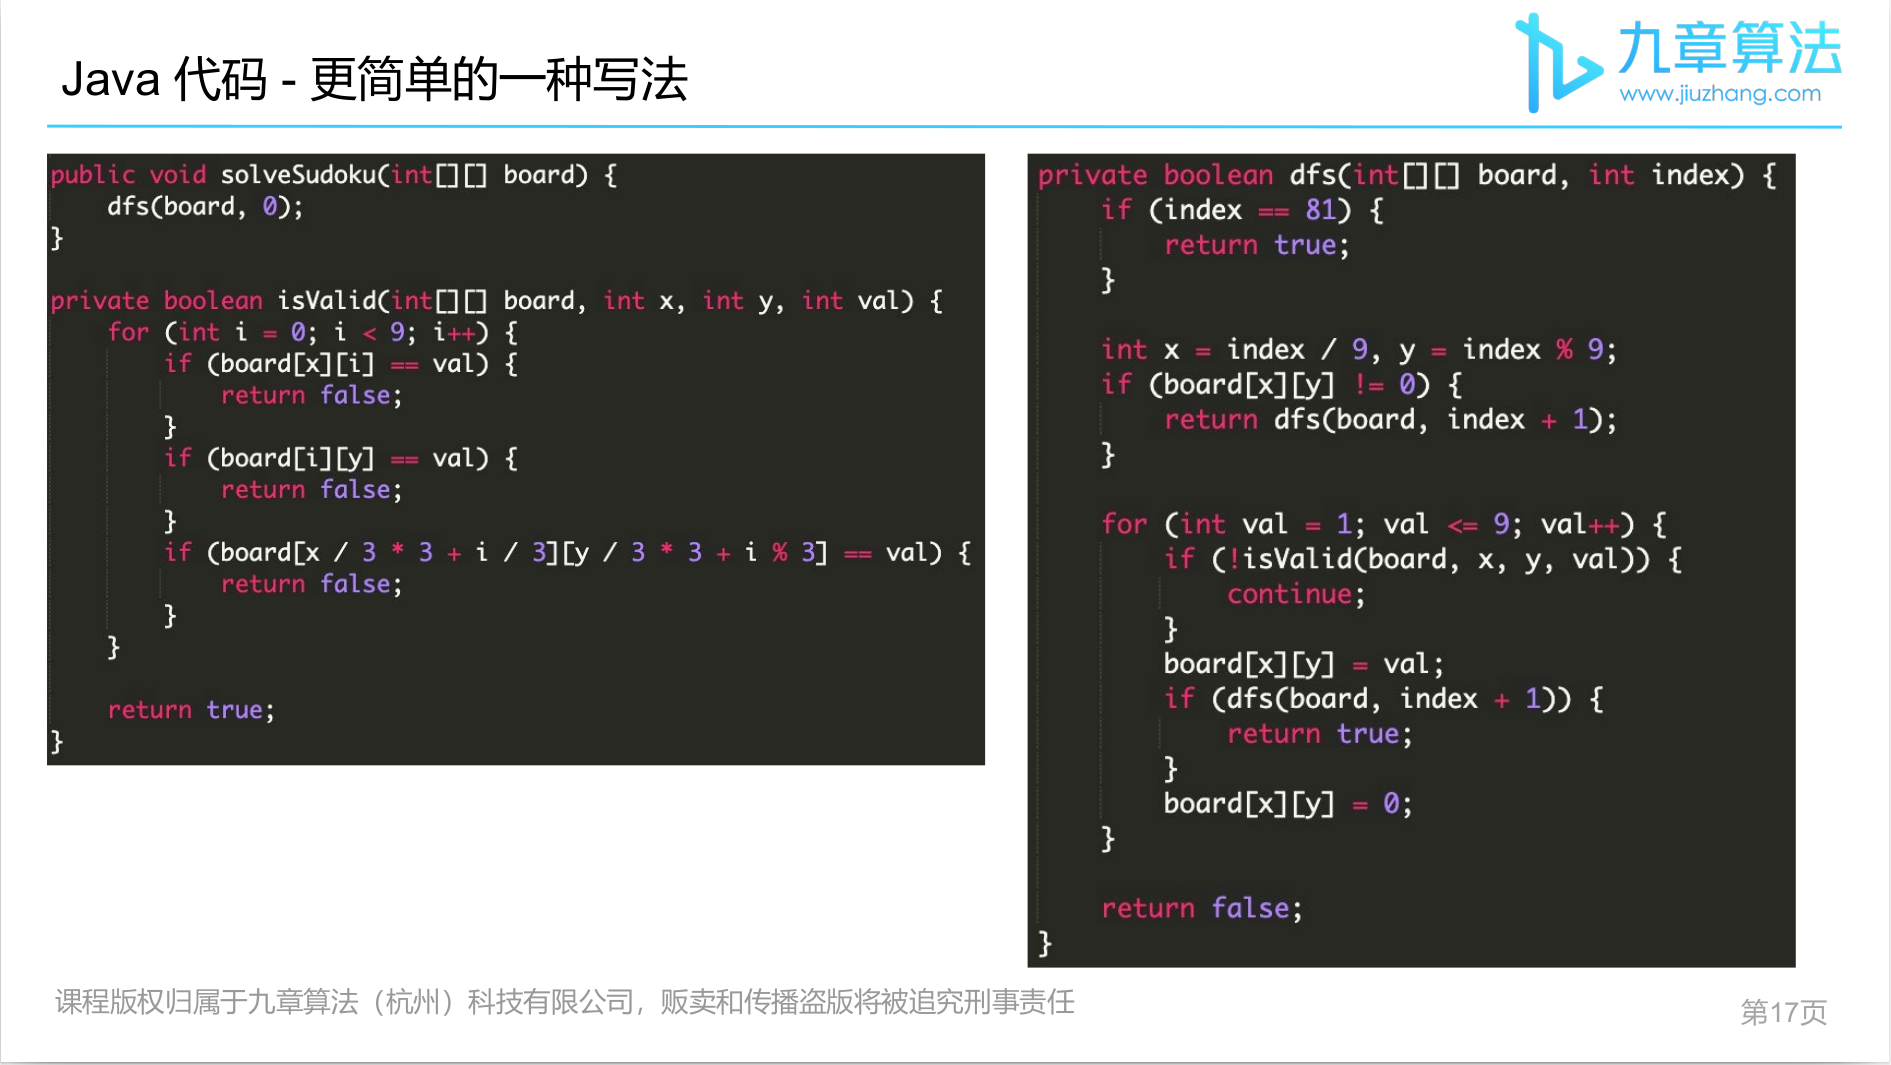 Java 代码 - 更简单的一种写法
九章算法
www.jiuzhang.com
public void solveSudoku(int[][] board) {
    dfs(board, 0);
}

private boolean isValid(int[][] board, int x, int y, int val) {
    for (int i = 0; i < 9; i++) {
        if (board[x][i] == val) {
            return false;
        }
        if (board[i][y] == val) {
            return false;
        }
        if (board[x / 3 * 3 + i / 3][y / 3 * 3 + i % 3] == val) {
            return false;
        }
    }

    return true;
}
private boolean dfs(int[][] board, int index) {
    if (index == 81) {
        return true;
    }

    int x = index / 9, y = index % 9;
    if (board[x][y] != 0) {
        return dfs(board, index + 1);
    }

    for (int val = 1; val <= 9; val++) {
        if (!isValid(board, x, y, val)) {
            continue;
        }
        board[x][y] = val;
        if (dfs(board, index + 1)) {
            return true;
        }
        board[x][y] = 0;
    }

    return false;
}
课程版权归属于九章算法（杭州）科技有限公司，贩卖和传播盗版将被追究刑事责任
第17页